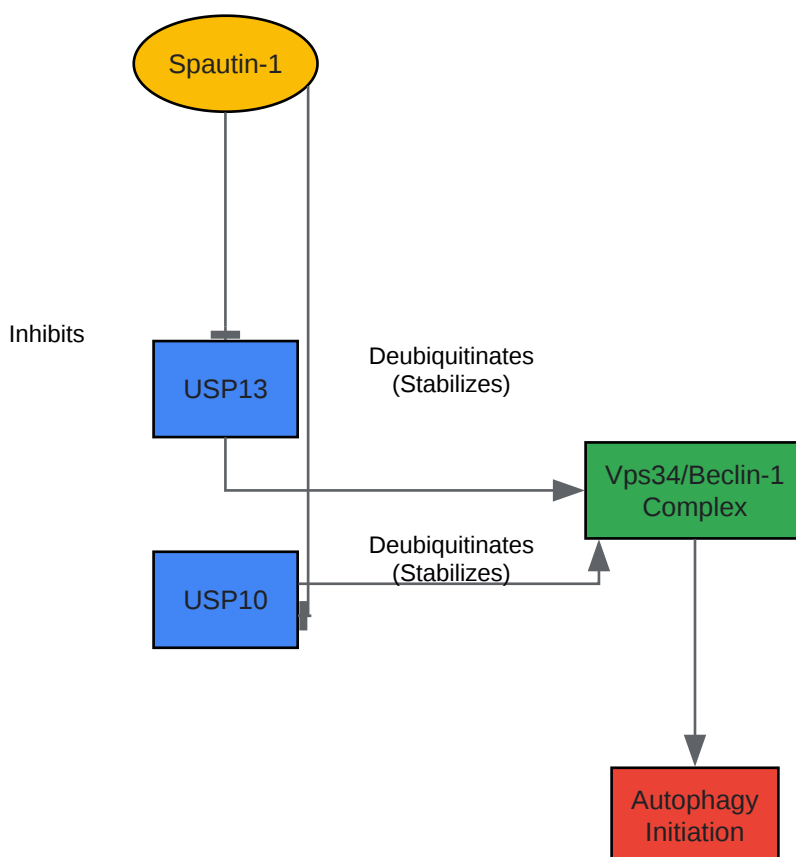 Spautin-1
Inhibits
Deubiquitinates
(Stabilizes)
USP13
Vps34/Beclin-1
Complex
Deubiquitinates
(Stabilizes)
USP10
Autophagy
Initiation